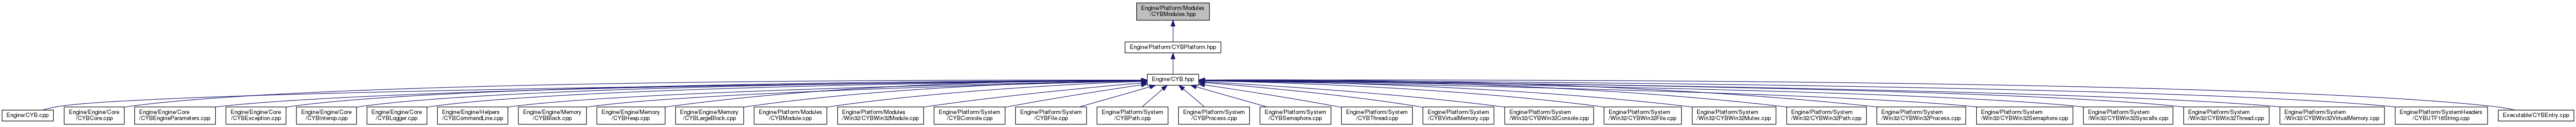 Engine/Platform/Modules
/CYBModules.hpp
Engine/Platform/CYBPlatform.hpp
Engine/CYB.hpp
Engine/CYB.cpp
Engine/Engine/Core
/CYBCore.cpp
Engine/Engine/Core
/CYBEngineParameters.cpp
Engine/Engine/Core
/CYBException.cpp
Engine/Engine/Core
/CYBInterop.cpp
Engine/Engine/Core
/CYBLogger.cpp
Engine/Engine/Helpers
/CYBCommandLine.cpp
Engine/Engine/Memory
/CYBBlock.cpp
Engine/Engine/Memory
/CYBHeap.cpp
Engine/Engine/Memory
/CYBLargeBlock.cpp
Engine/Platform/Modules
/CYBModule.cpp
Engine/Platform/Modules
/Win32/CYBWin32Module.cpp
Engine/Platform/System
/CYBConsole.cpp
Engine/Platform/System
/CYBFile.cpp
Engine/Platform/System
/CYBPath.cpp
Engine/Platform/System
/CYBProcess.cpp
Engine/Platform/System
/CYBSemaphore.cpp
Engine/Platform/System
/CYBThread.cpp
Engine/Platform/System
/CYBVirtualMemory.cpp
Engine/Platform/System
/Win32/CYBWin32Console.cpp
Engine/Platform/System
/Win32/CYBWin32File.cpp
Engine/Platform/System
/Win32/CYBWin32Mutex.cpp
Engine/Platform/System
/Win32/CYBWin32Path.cpp
Engine/Platform/System
/Win32/CYBWin32Process.cpp
Engine/Platform/System
/Win32/CYBWin32Semaphore.cpp
Engine/Platform/System
/Win32/CYBWin32Syscalls.cpp
Engine/Platform/System
/Win32/CYBWin32Thread.cpp
Engine/Platform/System
/Win32/CYBWin32VirtualMemory.cpp
Engine/Platform/SystemHeaders
/CYBUTF16String.cpp
Executable/CYBEntry.cpp